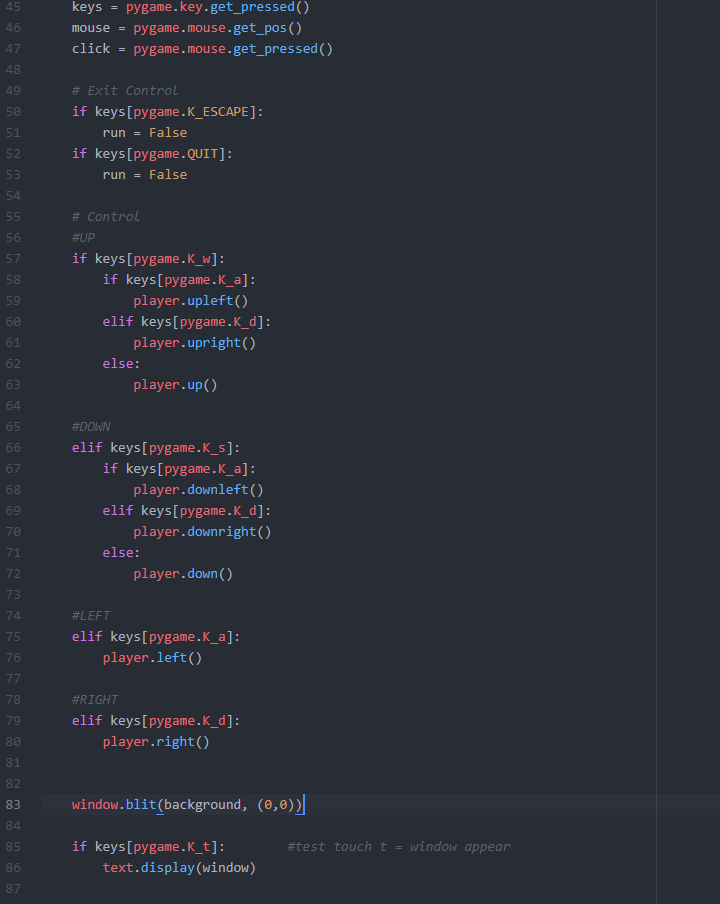 45 keys = pygame.key.get_pressed()
46 mouse = pygame.mouse.get_pos()
47 click = pygame.mouse.get_pressed()
48
49 # Exit Control
50 if keys[pygame.K_ESCAPE]:
51 run = False
52 if keys[pygame.QUIT]:
53 run = False
54
55 # Control
56 #UP
57 if keys[pygame.K_w]:
58 if keys[pygame.K_a]:
59 player.upleft()
60 elif keys[pygame.K_d]:
61 player.upright()
62 else:
63 player.up()
64
65 #DOWN
66 elif keys[pygame.K_s]:
67 if keys[pygame.K_a]:
68 player.downleft()
69 elif keys[pygame.K_d]:
70 player.downright()
71 else:
72 player.down()
73
74 #LEFT
75 elif keys[pygame.K_a]:
76 player.left()
77
78 #RIGHT
79 elif keys[pygame.K_d]:
80 player.right()
81
82
83 window.blit(background, (0,0))
84
85 if keys[pygame.K_t]: #test touch t = window appear
86 text.display(window)
87